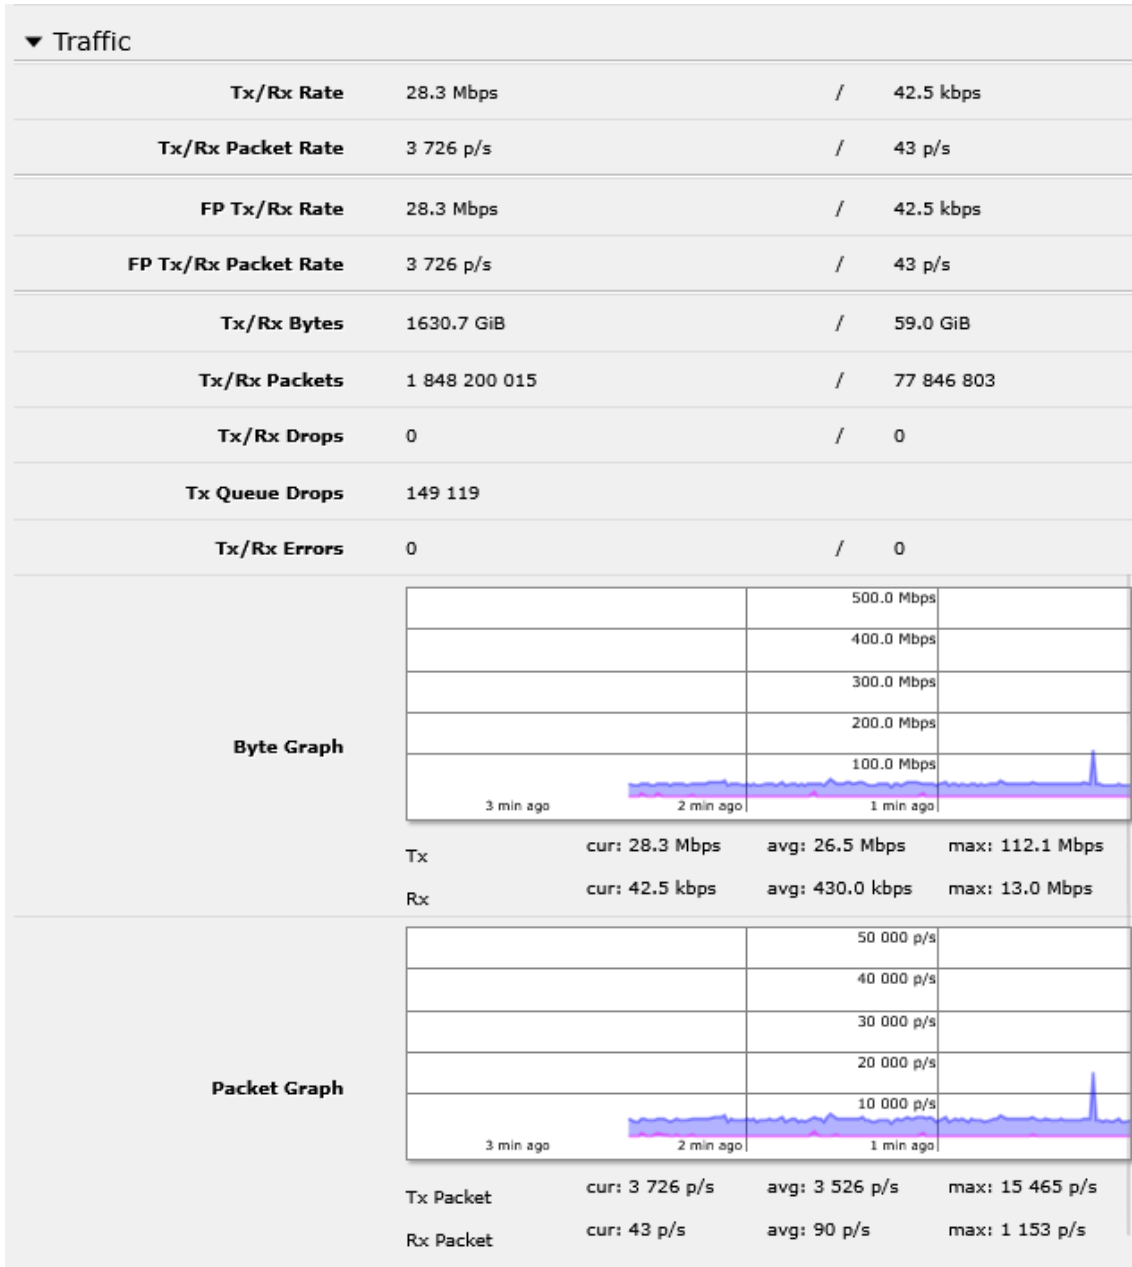 Traffic
Tx/Rx Rate 28.3 Mbps / 42.5 kbps
Tx/Rx Packet Rate 3 726 p/s / 43 p/s
FP Tx/Rx Rate 28.3 Mbps / 42.5 kbps
FP Tx/Rx Packet Rate 3 726 p/s / 43 p/s
Tx/Rx Bytes 1630.7 GiB / 59.0 GiB
Tx/Rx Packets 1 848 200 015 / 77 846 803
Tx/Rx Drops 0 / 0
Tx Queue Drops 149 119
Tx/Rx Errors 0 / 0
Byte Graph
500.0 Mbps
400.0 Mbps
300.0 Mbps
200.0 Mbps
100.0 Mbps
3 min ago 2 min ago 1 min ago
Tx cur: 28.3 Mbps avg: 26.5 Mbps max: 112.1 Mbps
Rx cur: 42.5 kbps avg: 430.0 kbps max: 13.0 Mbps
Packet Graph
50 000 p/s
40 000 p/s
30 000 p/s
20 000 p/s
10 000 p/s
3 min ago 2 min ago 1 min ago
Tx Packet cur: 3 726 p/s avg: 3 526 p/s max: 15 465 p/s
Rx Packet cur: 43 p/s avg: 90 p/s max: 1 153 p/s